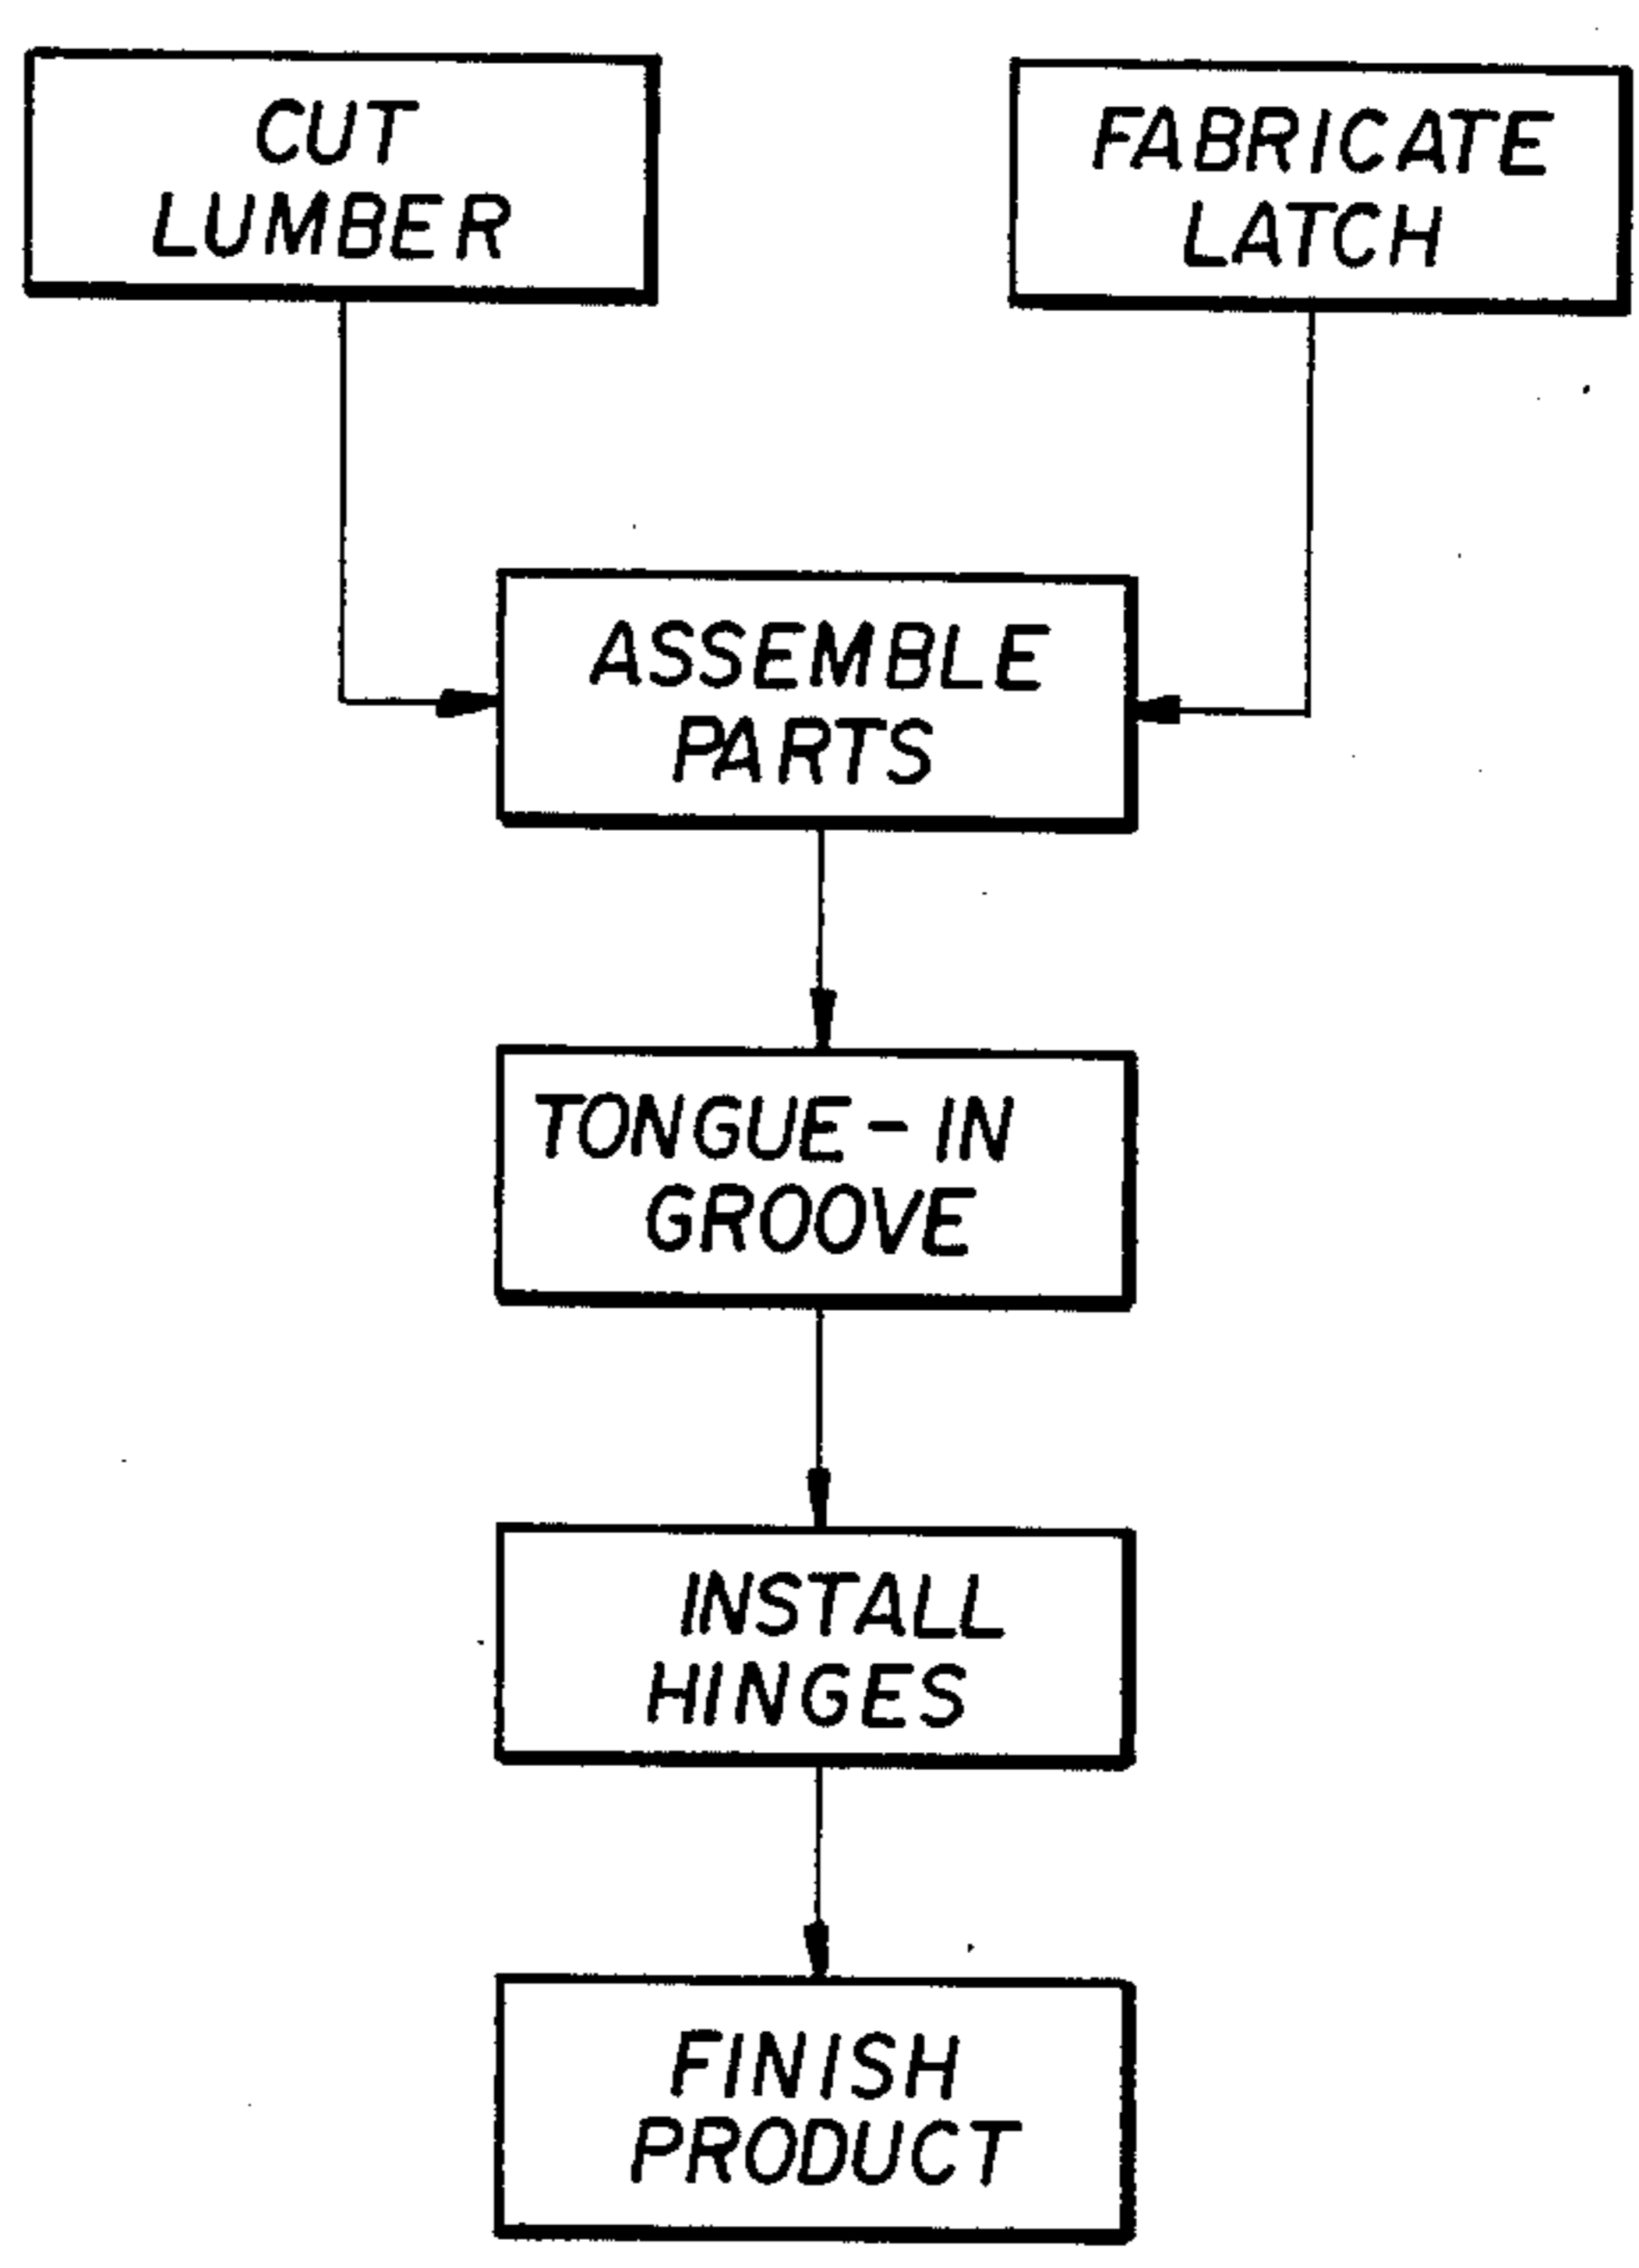 CUT
LUMBER
FABRICATE
LATCH
ASSEMBLE
PARTS
TONGUE-IN
GROOVE
INSTALL
HINGES
FINISH
PRODUCT